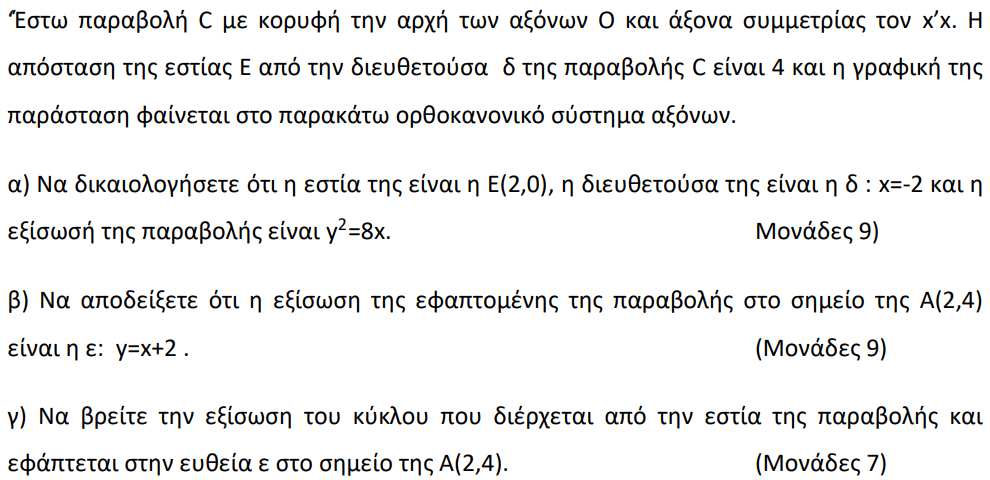 Έστω παραβολή C με κορυφή την αρχή των αξόνων Ο και άξονα συμμετρίας τον x’x. Η
απόσταση της εστίας Ε από την διευθετούσα δ της παραβολής C είναι 4 και η γραφική της
παράσταση φαίνεται στο παρακάτω ορθοκανονικό σύστημα αξόνων.
α) Να δικαιολογήσετε ότι η εστία της είναι η Ε(2,0), η διευθετούσα της είναι η δ : x=-2 και η
εξίσωσή της παραβολής είναι y²=8x. Μονάδες 9)
β) Να αποδείξετε ότι η εξίσωση της εφαπτομένης της παραβολής στο σημείο της Α(2,4)
είναι η ε: y=x+2 . (Μονάδες 9)
γ) Να βρείτε την εξίσωση του κύκλου που διέρχεται από την εστία της παραβολής και
εφάπτεται στην ευθεία ε στο σημείο της Α(2,4). (Μονάδες 7)